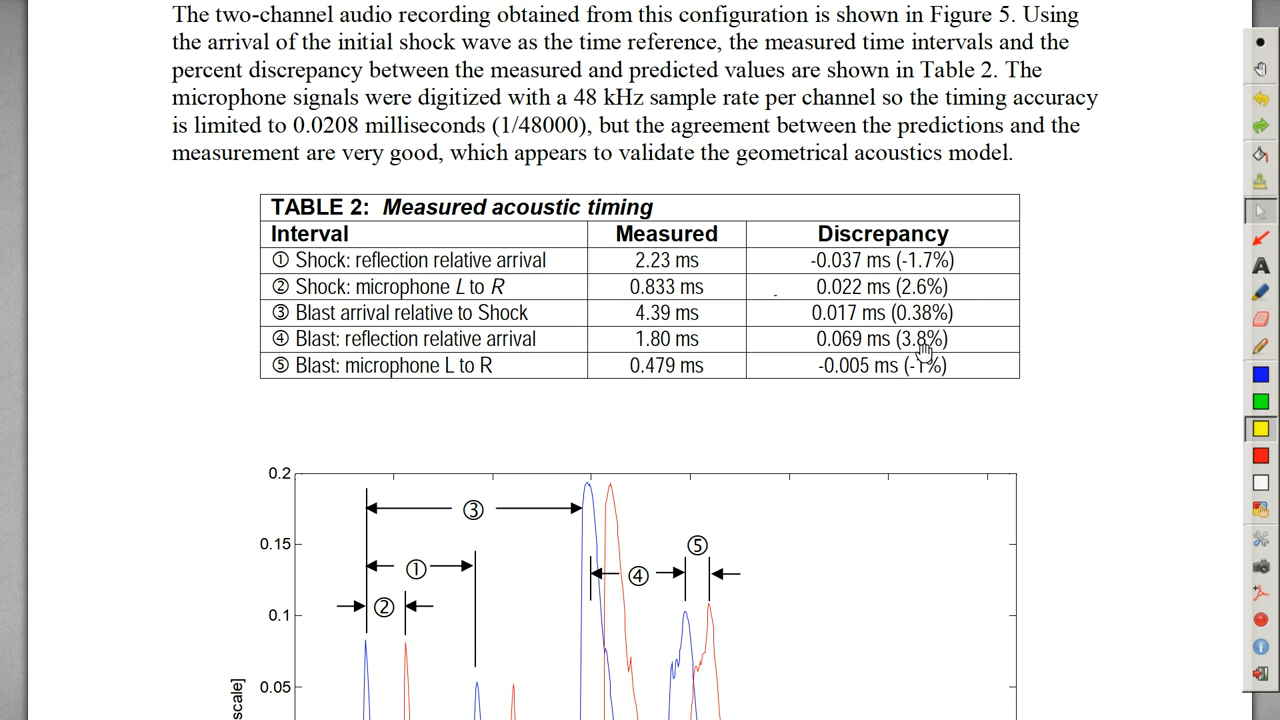 The two-channel audio recording obtained from this configuration is shown in Figure 5. Using
the arrival of the initial shock wave as the time reference, the measured time intervals and the
percent discrepancy between the measured and predicted values are shown in Table 2. The
microphone signals were digitized with a 48 kHz sample rate per channel so the timing accuracy
is limited to 0.0208 milliseconds (1/48000), but the agreement between the predictions and the
measurement are very good, which appears to validate the geometrical acoustics model.
TABLE 2: Measured acoustic timing
Interval Measured Discrepancy
① Shock: reflection relative arrival 2.23 ms -0.037 ms (-1.7%)
② Shock: microphone L to R 0.833 ms 0.022 ms (2.6%)
③ Blast arrival relative to Shock 4.39 ms 0.017 ms (0.38%)
④ Blast: reflection relative arrival 1.80 ms 0.069 ms (3.8%)
⑤ Blast: microphone L to R 0.479 ms -0.005 ms (-1%)
0.2
③
0.15
⑤
①
④
②
0.1
0.05
scale]
A